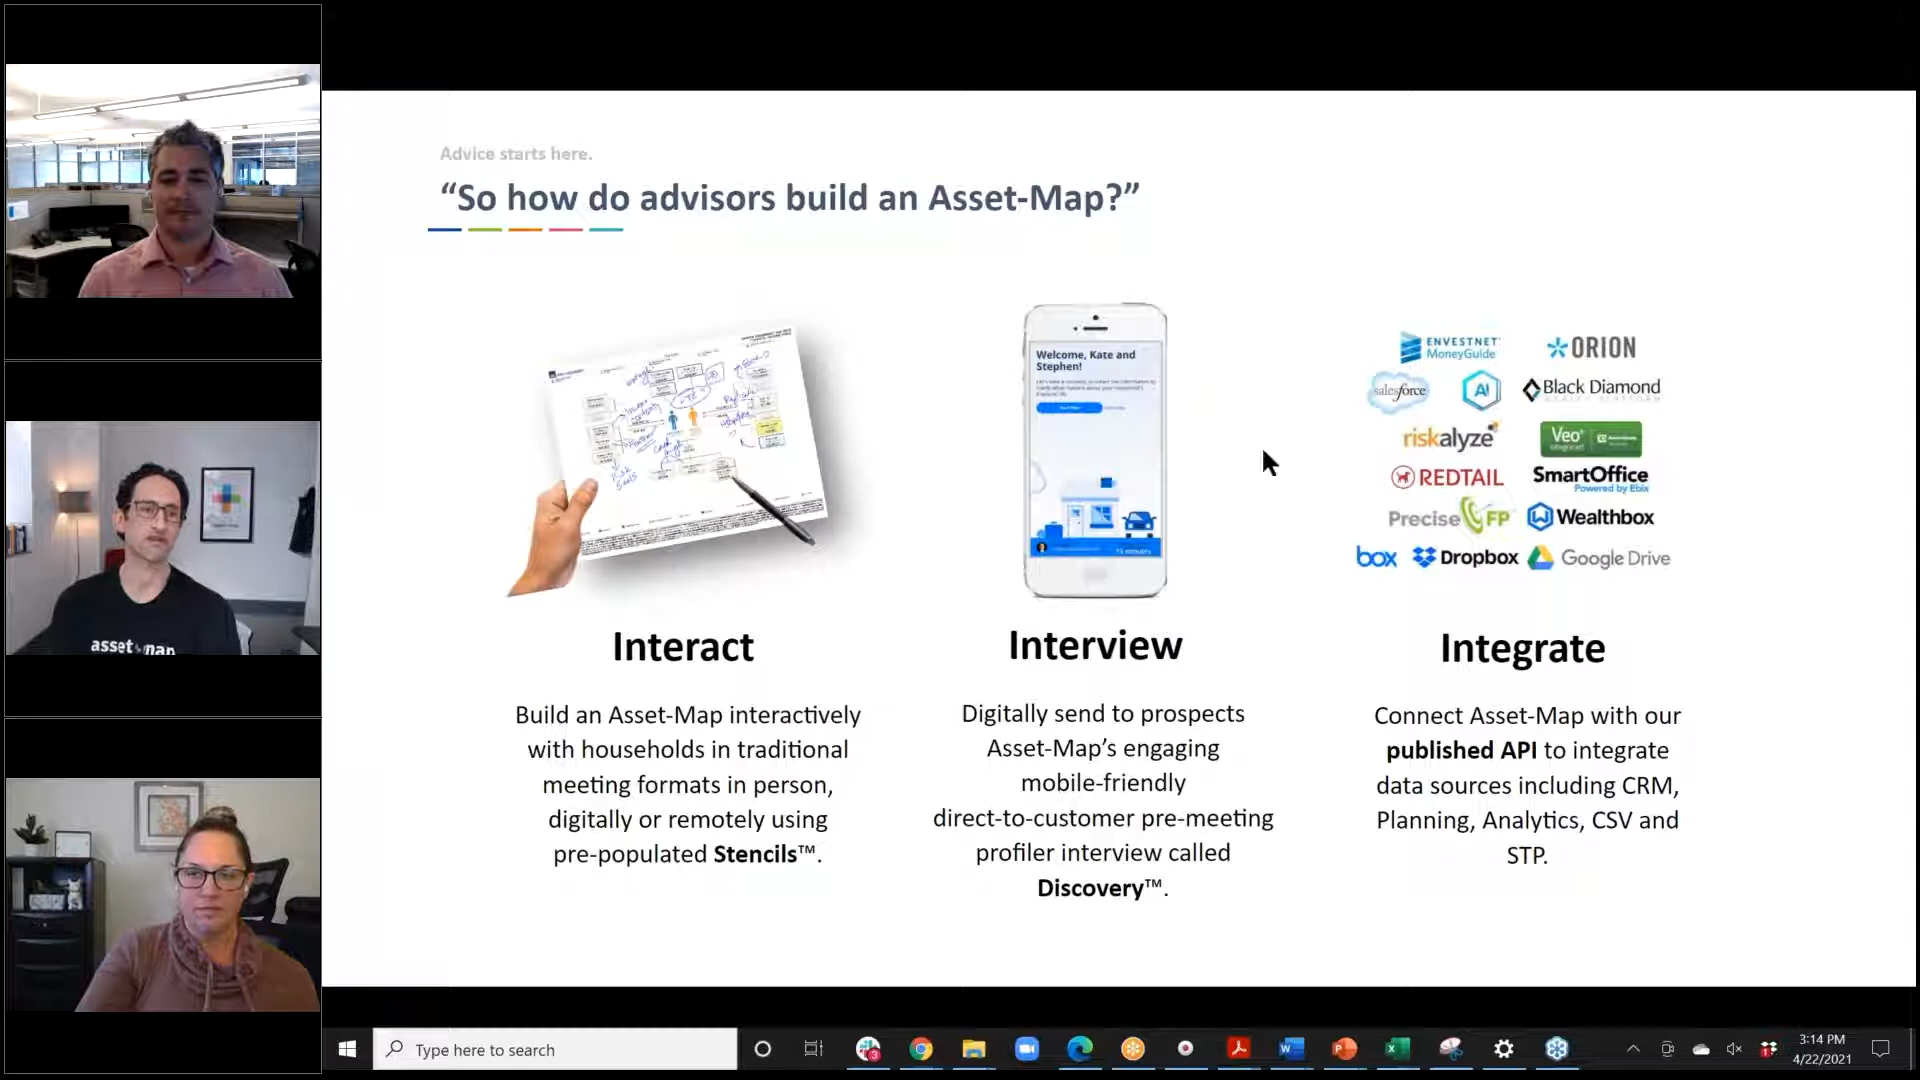 Advice starts here.
“So how do advisors build an Asset-Map?”
Welcome, Kate and
Stephen!
15 minutes
ENVESTNET
MoneyGuide
ORION
salesforce
AI
Black Diamond
riskalyze
Veo
REDTAIL
SmartOffice
Powered by Ebix
PreciseFP
Wealthbox
box
Dropbox
Google Drive
Interact
Build an Asset-Map interactively
with households in traditional
meeting formats in person,
digitally or remotely using
pre-populated Stencils™.
Interview
Digitally send to prospects
Asset-Map’s engaging
mobile-friendly
direct-to-customer pre-meeting
profiler interview called
Discovery™.
Integrate
Connect Asset-Map with our
published API to integrate
data sources including CRM,
Planning, Analytics, CSV and
STP.
asset-map
Type here to search
3:14 PM
4/22/2021